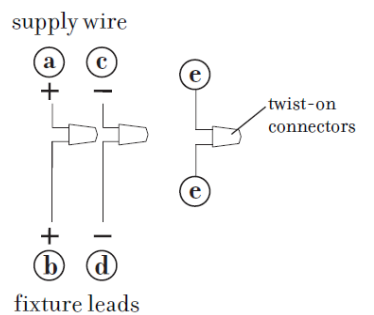 supply wire
a c
e
+ −
twist-on
connectors
e
+ −
b d
fixture leads